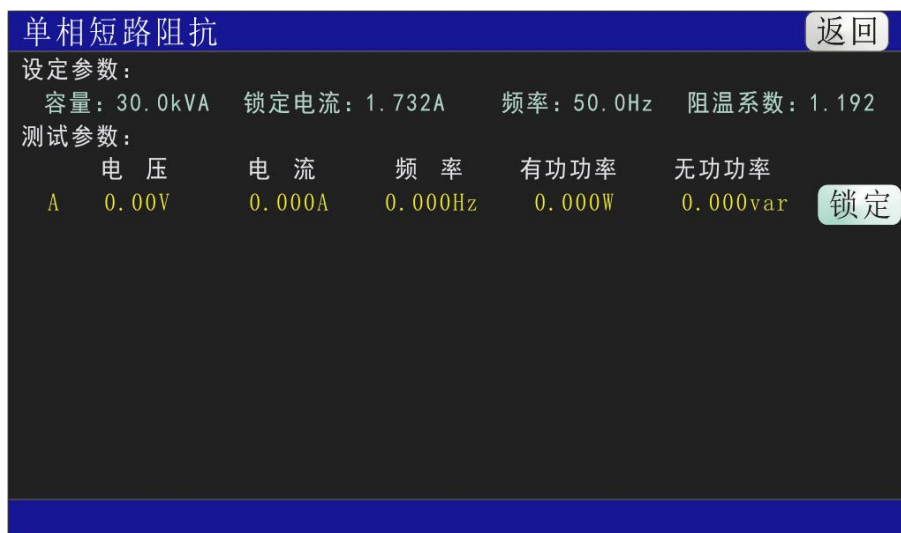 单相短路阻抗 返回
设定参数：
容量：30.0kVA 锁定电流：1.732A 频率：50.0Hz 阻温系数：1.192
测试参数：
电 压 电 流 频 率 有功功率 无功功率
A 0.00V 0.000A 0.000Hz 0.000W 0.000var 锁定